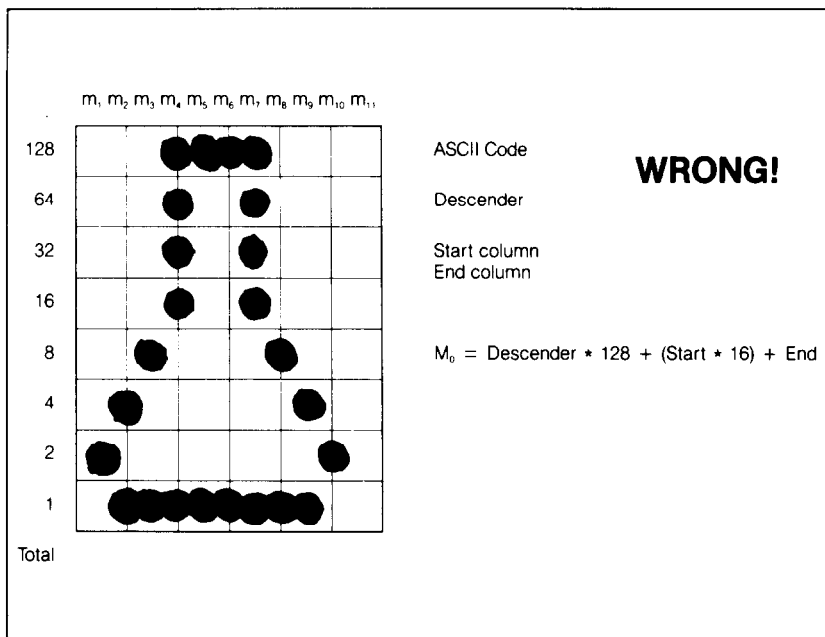 m₁ m₂ m₃ m₄ m₅ m₆ m₇ m₈ m₉ m₁₀ m₁₁
128
64
32
16
8
4
2
1
Total
ASCII Code
WRONG!
Descender
Start column
End column
M₀ = Descender * 128 + (Start * 16) + End